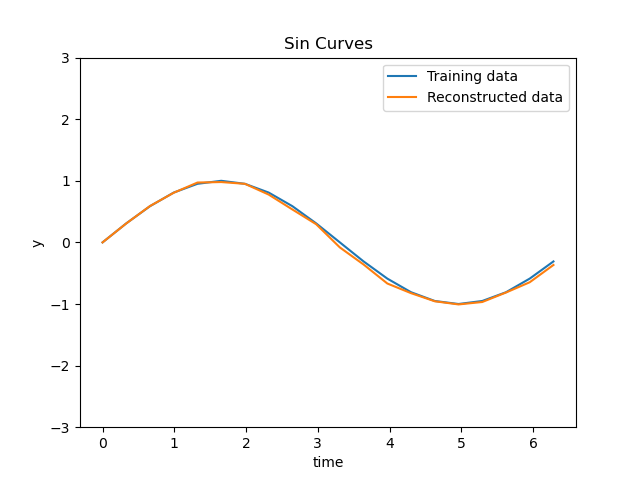 Sin Curves
Training data
Reconstructed data
3
2
1
0
−1
−2
−3
y
0 1 2 3 4 5 6
time